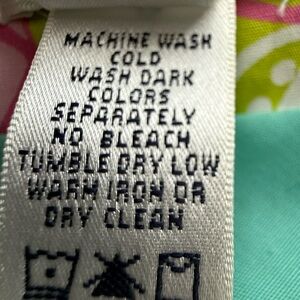 MACHINE WASH
COLD
WASH DARK
COLORS
SEPARATELY
NO BLEACH
TUMBLE DRY LOW
WARM IRON OR
DRY CLEAN